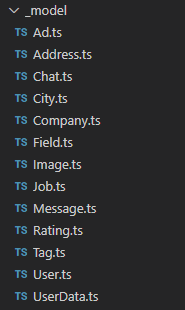 _model
TS Ad.ts
TS Address.ts
TS Chat.ts
TS City.ts
TS Company.ts
TS Field.ts
TS Image.ts
TS Job.ts
TS Message.ts
TS Rating.ts
TS Tag.ts
TS User.ts
TS UserData.ts